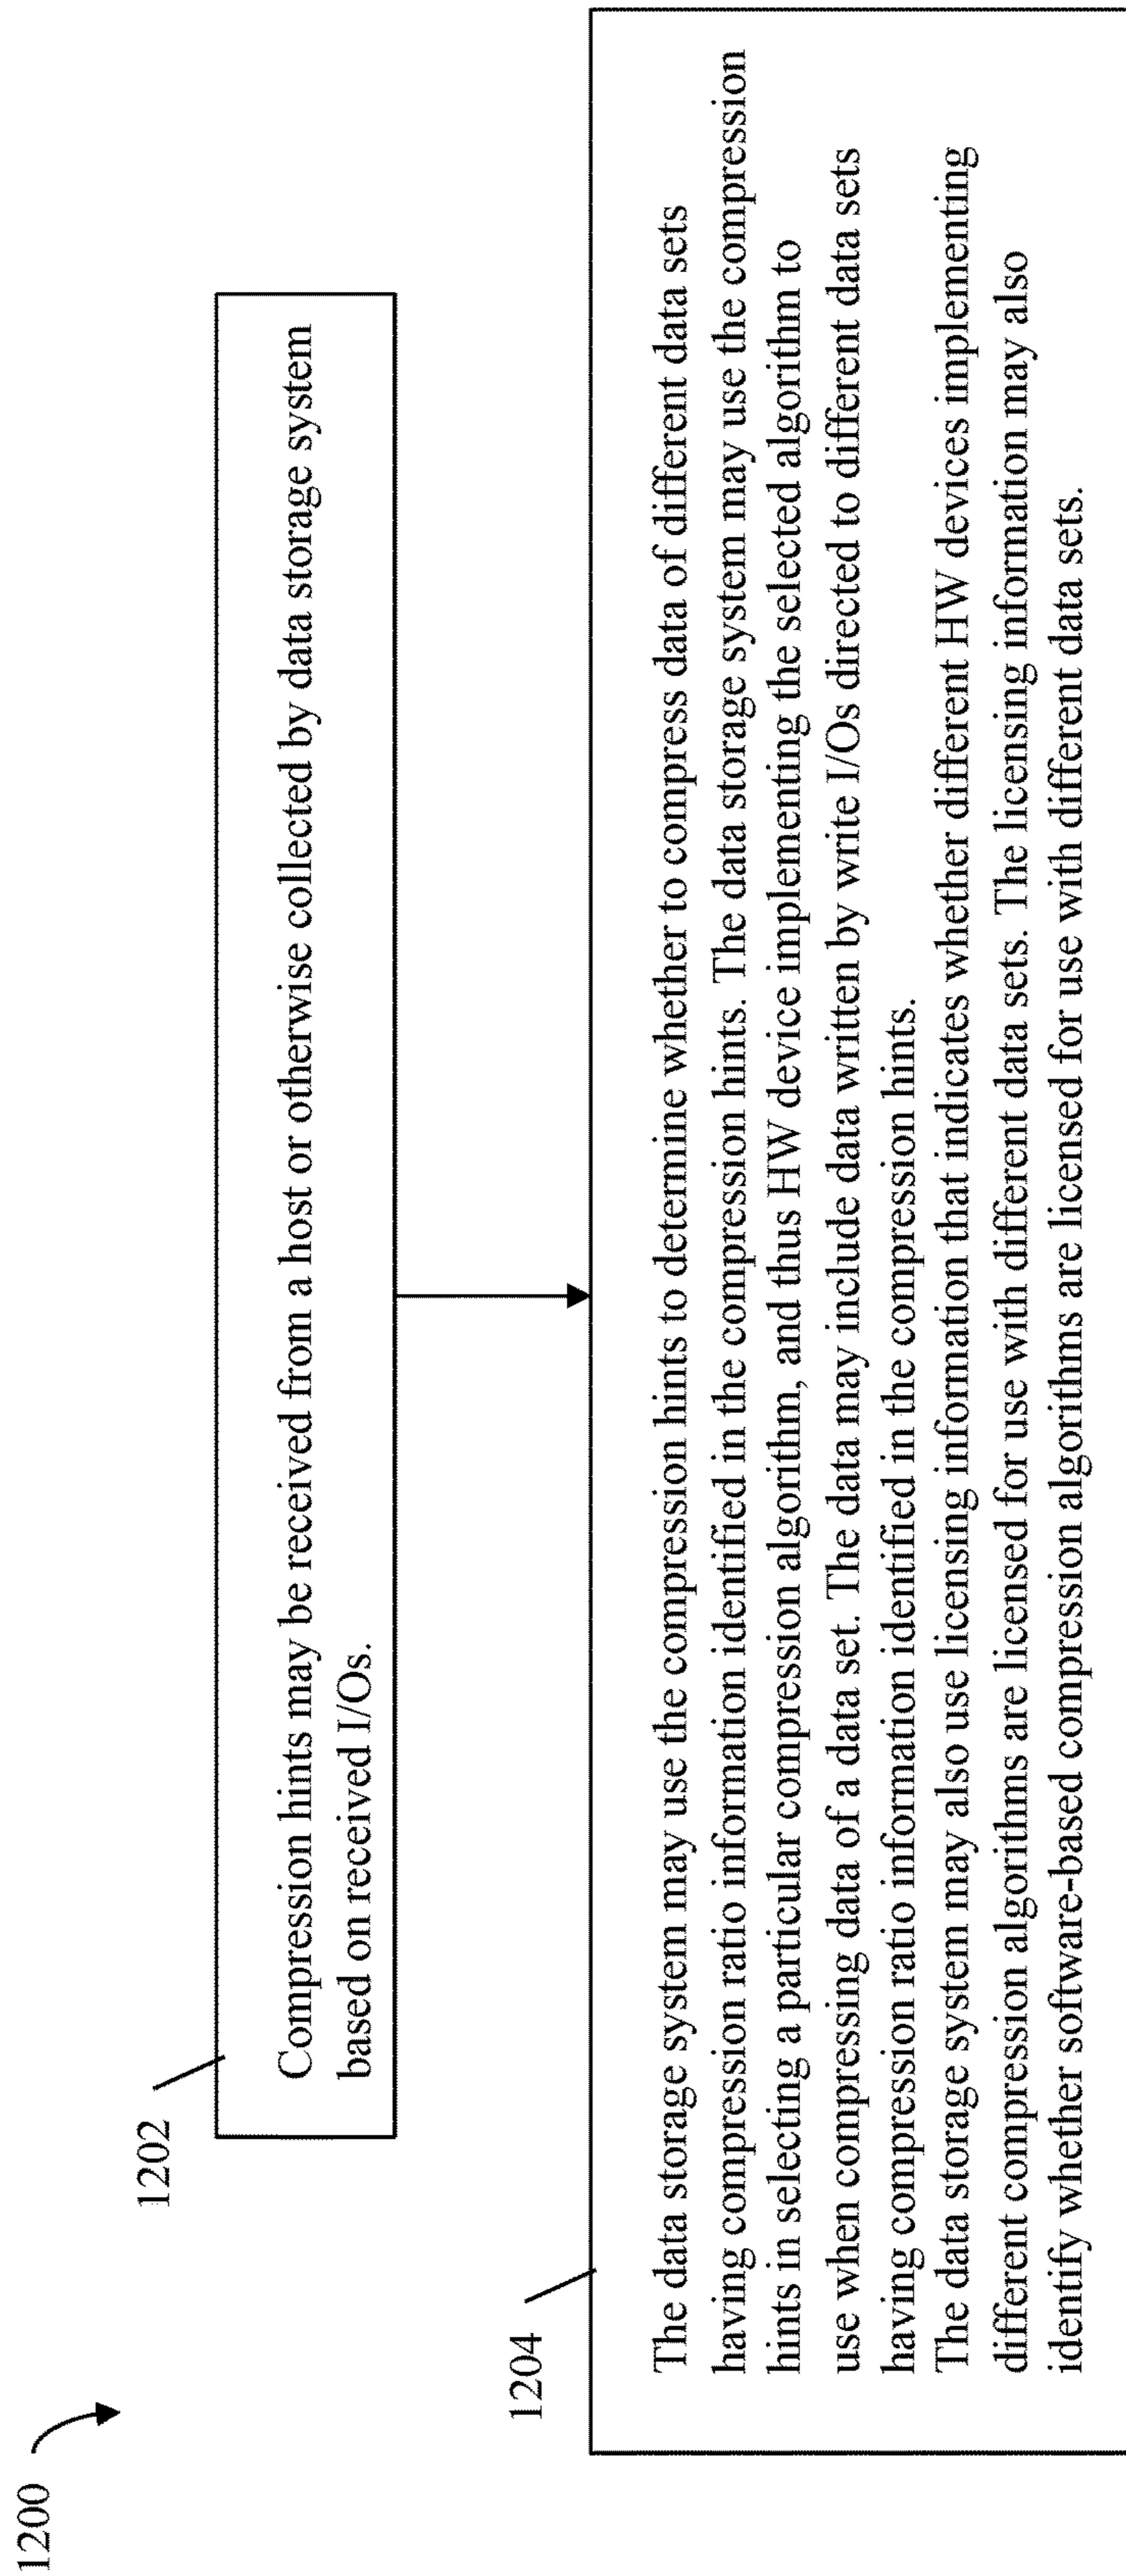 1200
1202
Compression hints may be received from a host or otherwise collected by data storage system
based on received I/Os.
1204
The data storage system may use the compression hints to determine whether to compress data of different data sets
having compression ratio information identified in the compression hints. The data storage system may use the compression
hints in selecting a particular compression algorithm, and thus HW device implementing the selected algorithm to
use when compressing data of a data set. The data may include data written by write I/Os directed to different data sets
having compression ratio information identified in the compression hints.
The data storage system may also use licensing information that indicates whether different HW devices implementing
different compression algorithms are licensed for use with different data sets. The licensing information may also
identify whether software-based compression algorithms are licensed for use with different data sets.